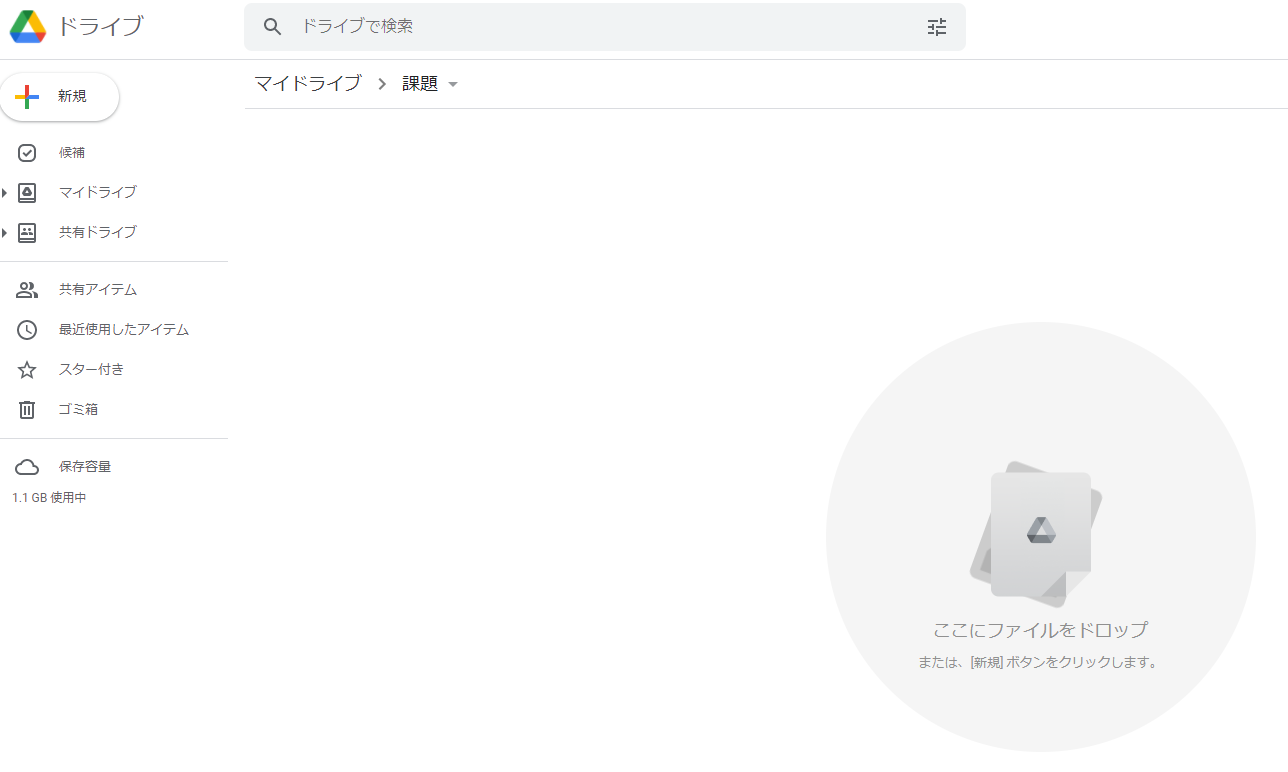 ドライブ
ドライブで検索
マイドライブ > 課題
新規
候補
マイドライブ
共有ドライブ
共有アイテム
最近使用したアイテム
スター付き
ゴミ箱
保存容量
1.1 GB 使用中
ここにファイルをドロップ
または、[新規] ボタンをクリックします。